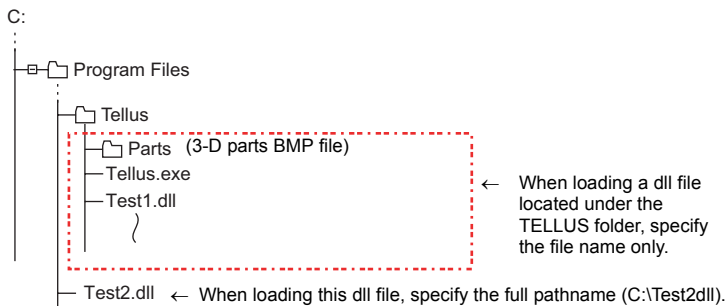 C:
Program Files
Tellus
Parts (3-D parts BMP file)
Tellus.exe
Test1.dll
← When loading a dll file
located under the
TELLUS folder, specify
the file name only.
Test2.dll ← When loading this dll file, specify the full pathname (C:\Test2dll).